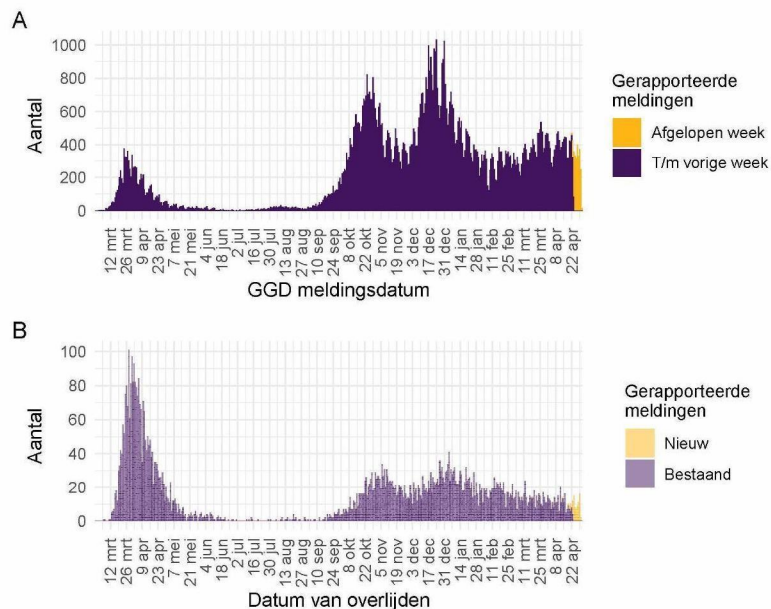 A
Aantal
1000
800
600
400
200
0
12 mrt
26 mrt
9 apr
23 apr
7 mei
21 mei
4 jun
18 jun
2 jul
16 jul
30 jul
13 aug
27 aug
10 sep
24 sep
8 okt
22 okt
5 nov
19 nov
3 dec
17 dec
31 dec
14 jan
28 jan
11 feb
25 feb
11 mrt
25 mrt
8 apr
22 apr
GGD meldingsdatum
Gerapporteerde
meldingen
Afgelopen week
T/m vorige week
B
Aantal
100
80
60
40
20
0
12 mrt
26 mrt
9 apr
23 apr
7 mei
21 mei
4 jun
18 jun
2 jul
16 jul
30 jul
13 aug
27 aug
10 sep
24 sep
8 okt
22 okt
5 nov
19 nov
3 dec
17 dec
31 dec
14 jan
28 jan
11 feb
25 feb
11 mrt
25 mrt
8 apr
22 apr
Datum van overlijden
Gerapporteerde
meldingen
Nieuw
Bestaand